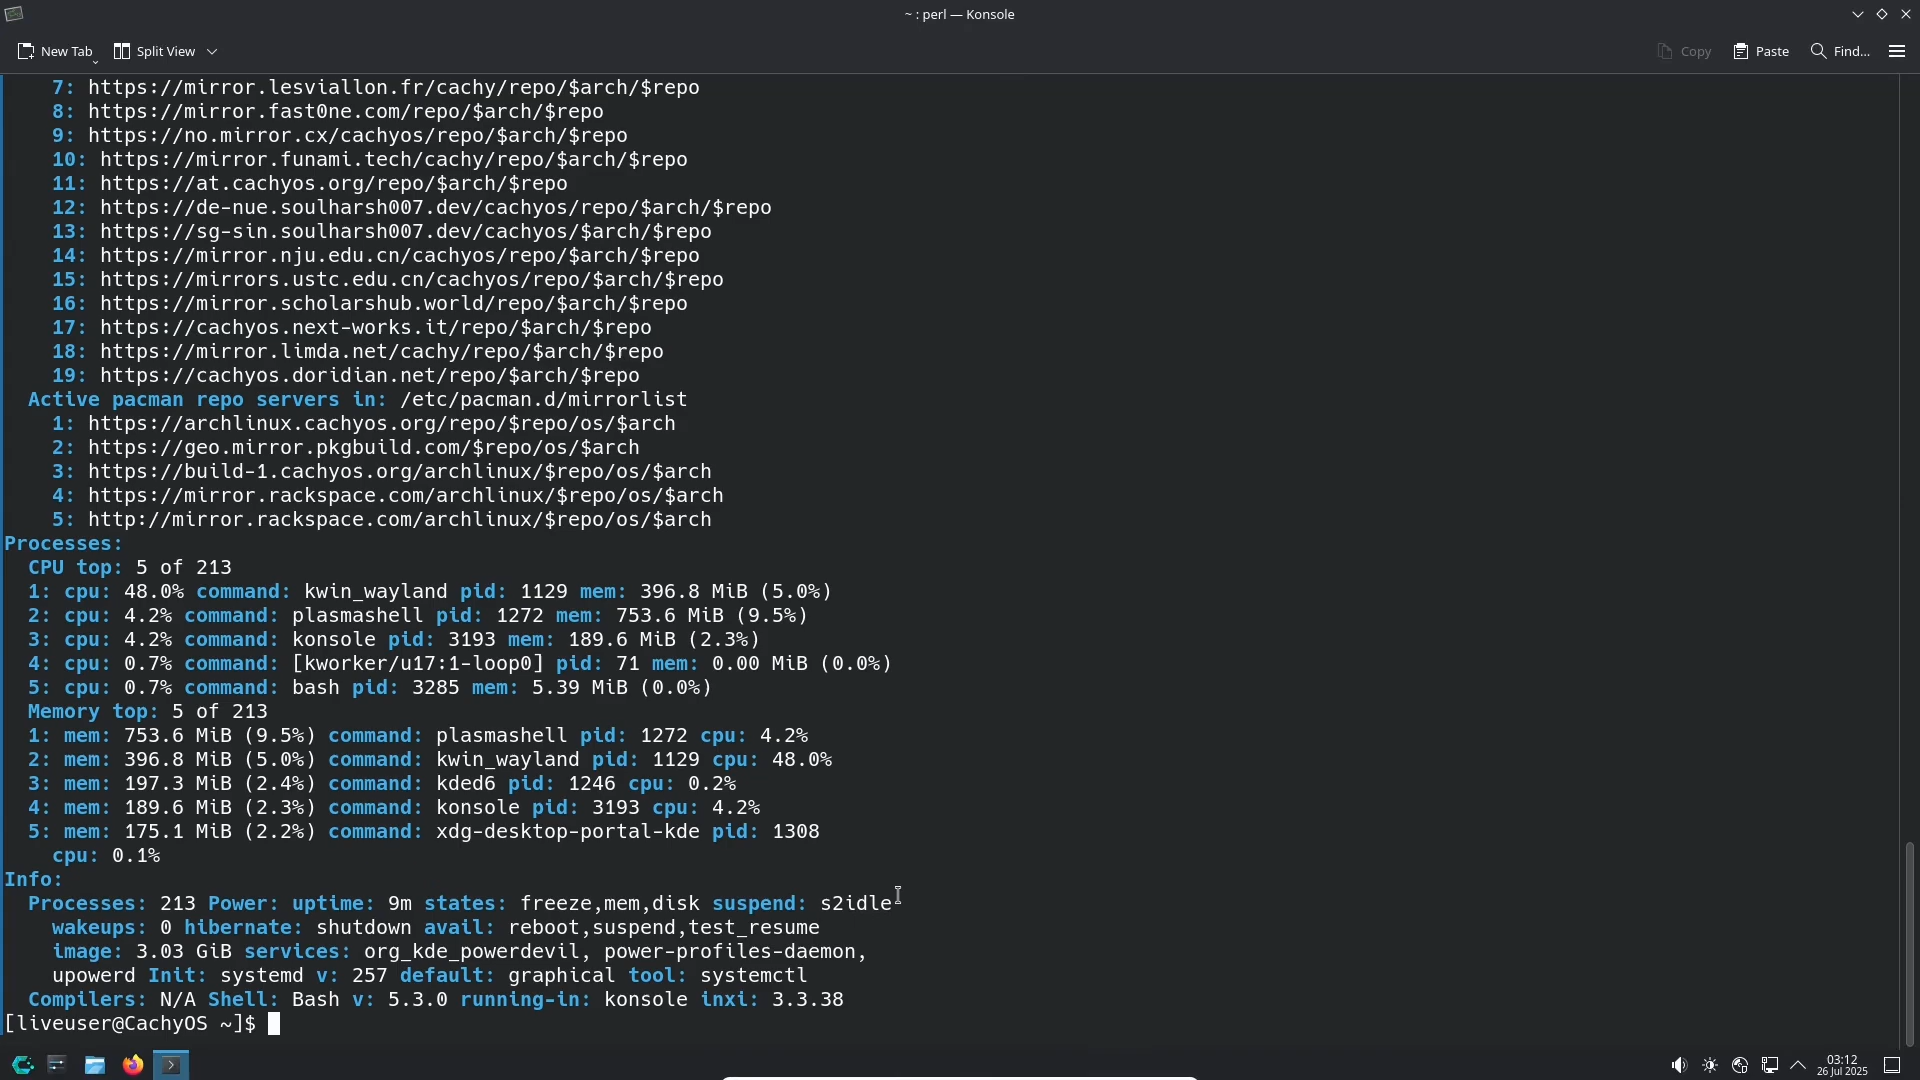 ~ : perl — Konsole
New Tab Split View Copy Paste Find...
7: https://mirror.lesviallon.fr/cachy/repo/$arch/$repo
8: https://mirror.fast0ne.com/repo/$arch/$repo
9: https://no.mirror.cx/cachyos/repo/$arch/$repo
10: https://mirror.funami.tech/cachy/repo/$arch/$repo
11: https://at.cachyos.org/repo/$arch/$repo
12: https://de-nue.soulharsh007.dev/cachyos/repo/$arch/$repo
13: https://sg-sin.soulharsh007.dev/cachyos/$arch/$repo
14: https://mirror.nju.edu.cn/cachyos/repo/$arch/$repo
15: https://mirrors.ustc.edu.cn/cachyos/repo/$arch/$repo
16: https://mirror.scholarshub.world/repo/$arch/$repo
17: https://cachyos.next-works.it/repo/$arch/$repo
18: https://mirror.limda.net/cachy/repo/$arch/$repo
19: https://cachyos.doridian.net/repo/$arch/$repo
Active pacman repo servers in: /etc/pacman.d/mirrorlist
1: https://archlinux.cachyos.org/repo/$repo/os/$arch
2: https://geo.mirror.pkgbuild.com/$repo/os/$arch
3: https://build-1.cachyos.org/archlinux/$repo/os/$arch
4: https://mirror.rackspace.com/archlinux/$repo/os/$arch
5: http://mirror.rackspace.com/archlinux/$repo/os/$arch
Processes:
CPU top: 5 of 213
1: cpu: 48.0% command: kwin_wayland pid: 1129 mem: 396.8 MiB (5.0%)
2: cpu: 4.2% command: plasmashell pid: 1272 mem: 753.6 MiB (9.5%)
3: cpu: 4.2% command: konsole pid: 3193 mem: 189.6 MiB (2.3%)
4: cpu: 0.7% command: [kworker/u17:1-loop0] pid: 71 mem: 0.00 MiB (0.0%)
5: cpu: 0.7% command: bash pid: 3285 mem: 5.39 MiB (0.0%)
Memory top: 5 of 213
1: mem: 753.6 MiB (9.5%) command: plasmashell pid: 1272 cpu: 4.2%
2: mem: 396.8 MiB (5.0%) command: kwin_wayland pid: 1129 cpu: 48.0%
3: mem: 197.3 MiB (2.4%) command: kded6 pid: 1246 cpu: 0.2%
4: mem: 189.6 MiB (2.3%) command: konsole pid: 3193 cpu: 4.2%
5: mem: 175.1 MiB (2.2%) command: xdg-desktop-portal-kde pid: 1308
cpu: 0.1%
Info:
Processes: 213 Power: uptime: 9m states: freeze,mem,disk suspend: s2idle
wakeups: 0 hibernate: shutdown avail: reboot,suspend,test_resume
image: 3.03 GiB services: org_kde_powerdevil, power-profiles-daemon,
upowerd Init: systemd v: 257 default: graphical tool: systemctl
Compilers: N/A Shell: Bash v: 5.3.0 running-in: konsole inxi: 3.3.38
[liveuser@CachyOS ~]$
03:12
26 Jul 2025